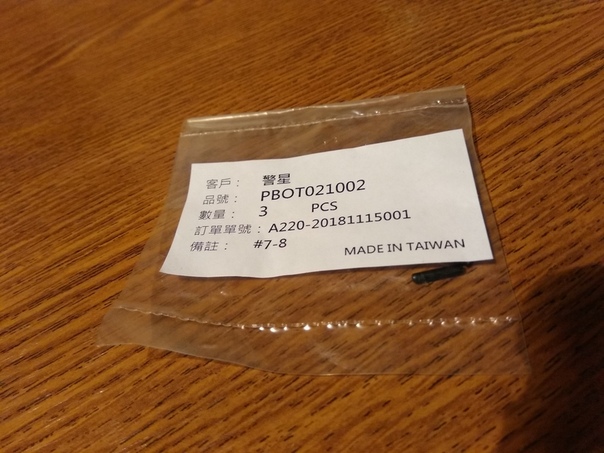 客戶： 警星
品號： PBOT021002
數量： 3 PCS
訂單單號：A220-20181115001
備註： #7-8
MADE IN TAIWAN